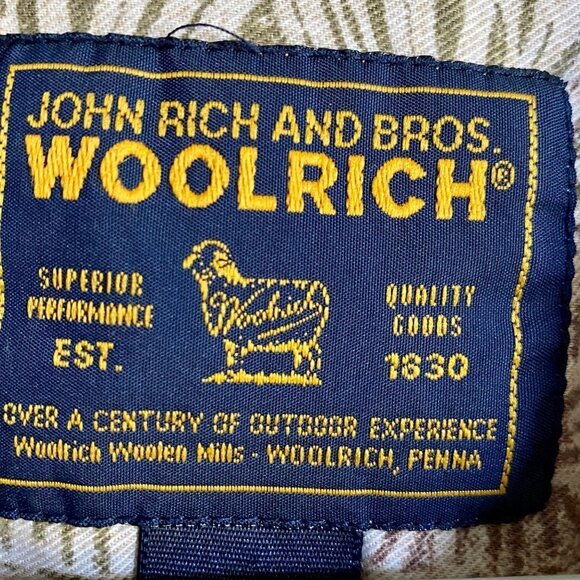 JOHN RICH AND BROS.
WOOLRICH®
SUPERIOR
PERFORMANCE
EST.
Woolrich
QUALITY
GOODS
1830
OVER A CENTURY OF OUTDOOR EXPERIENCE
Woolrich Woolen Mills - WOOLRICH, PENNA